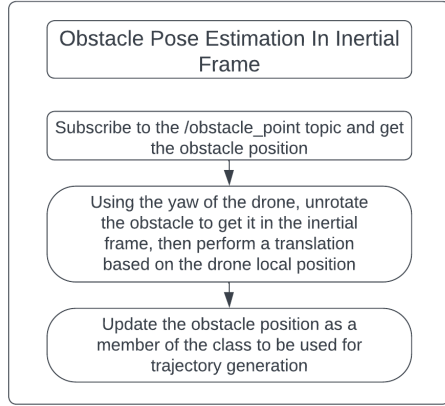 Obstacle Pose Estimation In Inertial
Frame
Subscribe to the /obstacle_point topic and get
the obstacle position
Using the yaw of the drone, unrotate
the obstacle to get it in the inertial
frame, then perform a translation
based on the drone local position
Update the obstacle position as a
member of the class to be used for
trajectory generation